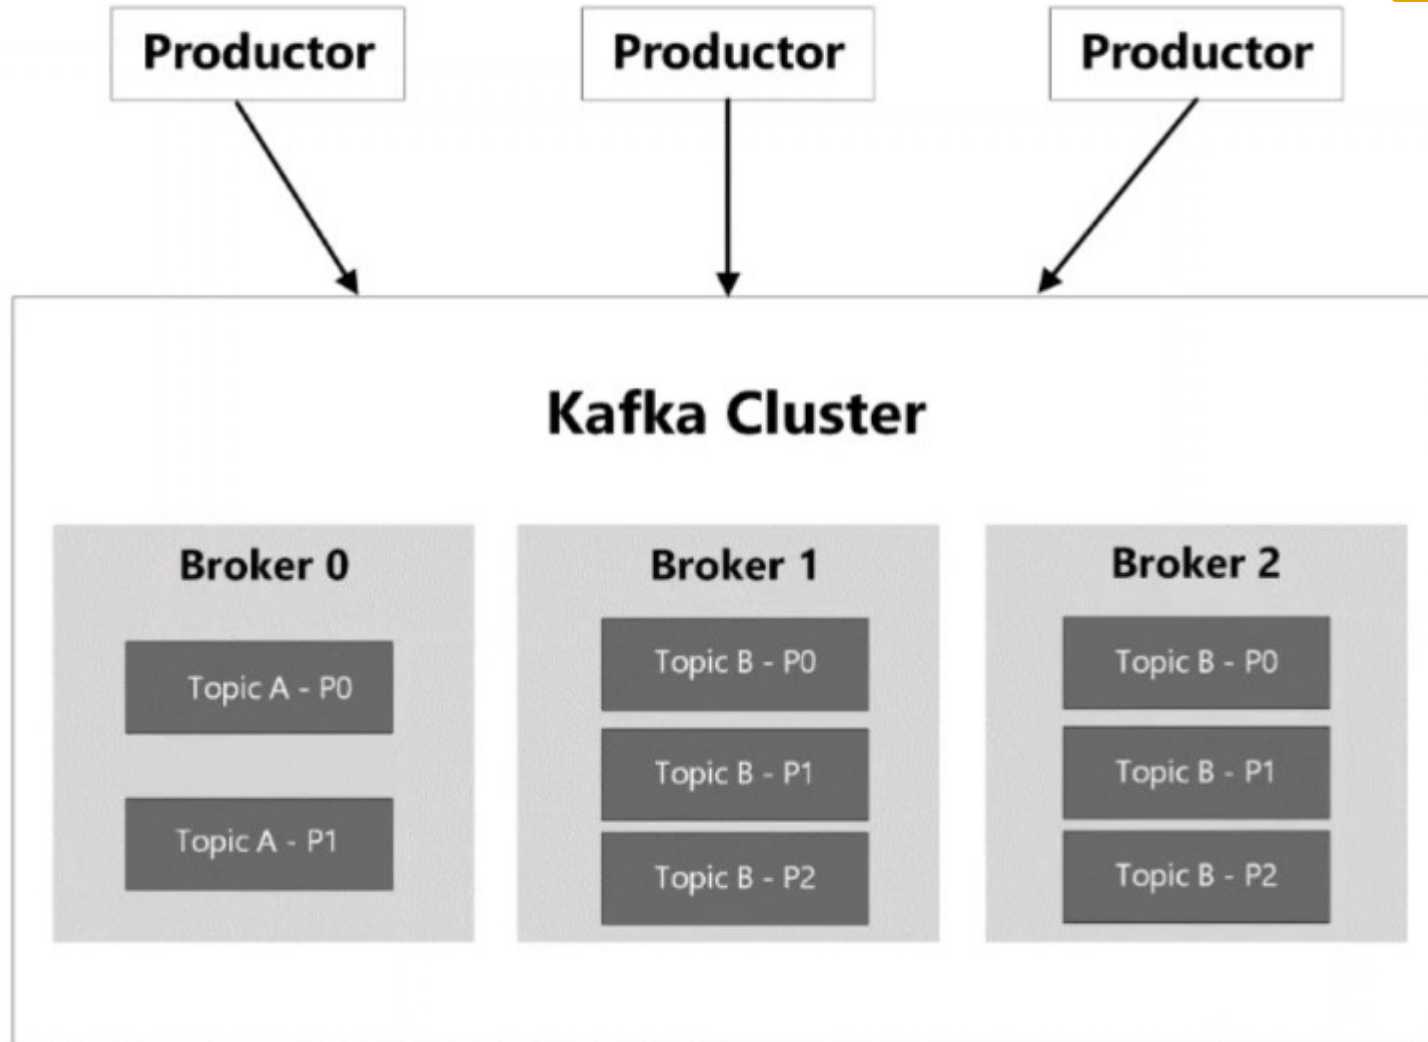 Productor
Productor
Productor
Kafka Cluster
Broker 0
Topic A - P0
Topic A - P1
Broker 1
Topic B - P0
Topic B - P1
Topic B - P2
Broker 2
Topic B - P0
Topic B - P1
Topic B - P2